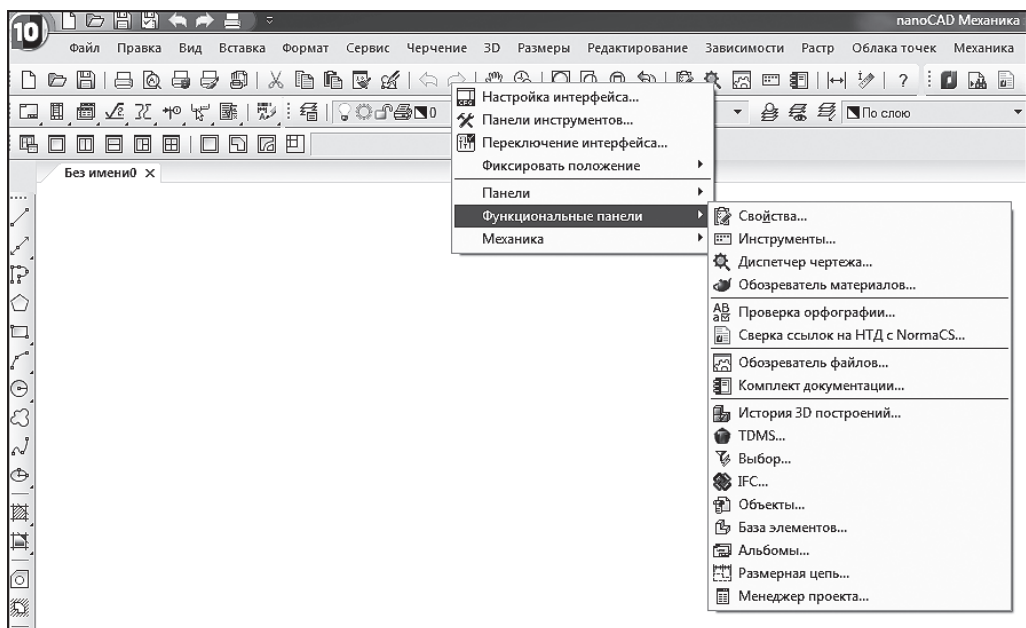 10
nanoCAD Механика
Файл Правка Вид Вставка Формат Сервис Черчение 3D Размеры Редактирование Зависимости Растр Облака точек Механика
0
По слою
Без имени0
CFG Настройка интерфейса...
Панели инструментов...
Переключение интерфейса...
Фиксировать положение
Панели
Функциональные панели
Механика
Свойства...
Инструменты...
Диспетчер чертежа...
Обозреватель материалов...
Проверка орфографии...
Сверка ссылок на НТД с NormaCS...
Обозреватель файлов...
Комплект документации...
История 3D построений...
TDMS...
Выбор...
IFC...
Объекты...
База элементов...
Альбомы...
Размерная цепь...
Менеджер проекта...